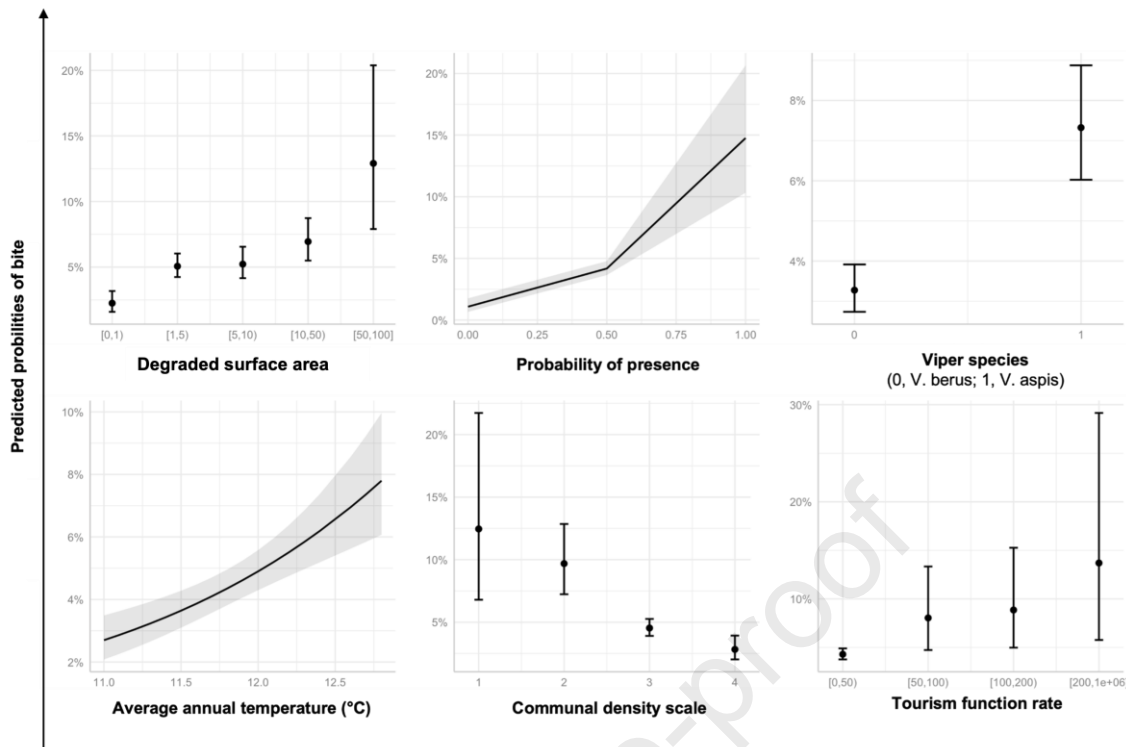 Predicted probilities of bite
20%
15%
10%
5%
[0,1) [1,5) [5,10) [10,50) [50,100]
Degraded surface area
20%
15%
10%
5%
0%
0.00 0.25 0.50 0.75 1.00
Probability of presence
8%
6%
4%
0 1
Viper species
(0, V. berus; 1, V. aspis)
10%
8%
6%
4%
2%
11.0 11.5 12.0 12.5
Average annual temperature (°C)
20%
15%
10%
5%
1 2 3 4
Communal density scale
30%
20%
10%
[0,50) [50,100) [100,200) [200,1e+06]
Tourism function rate
e-proof